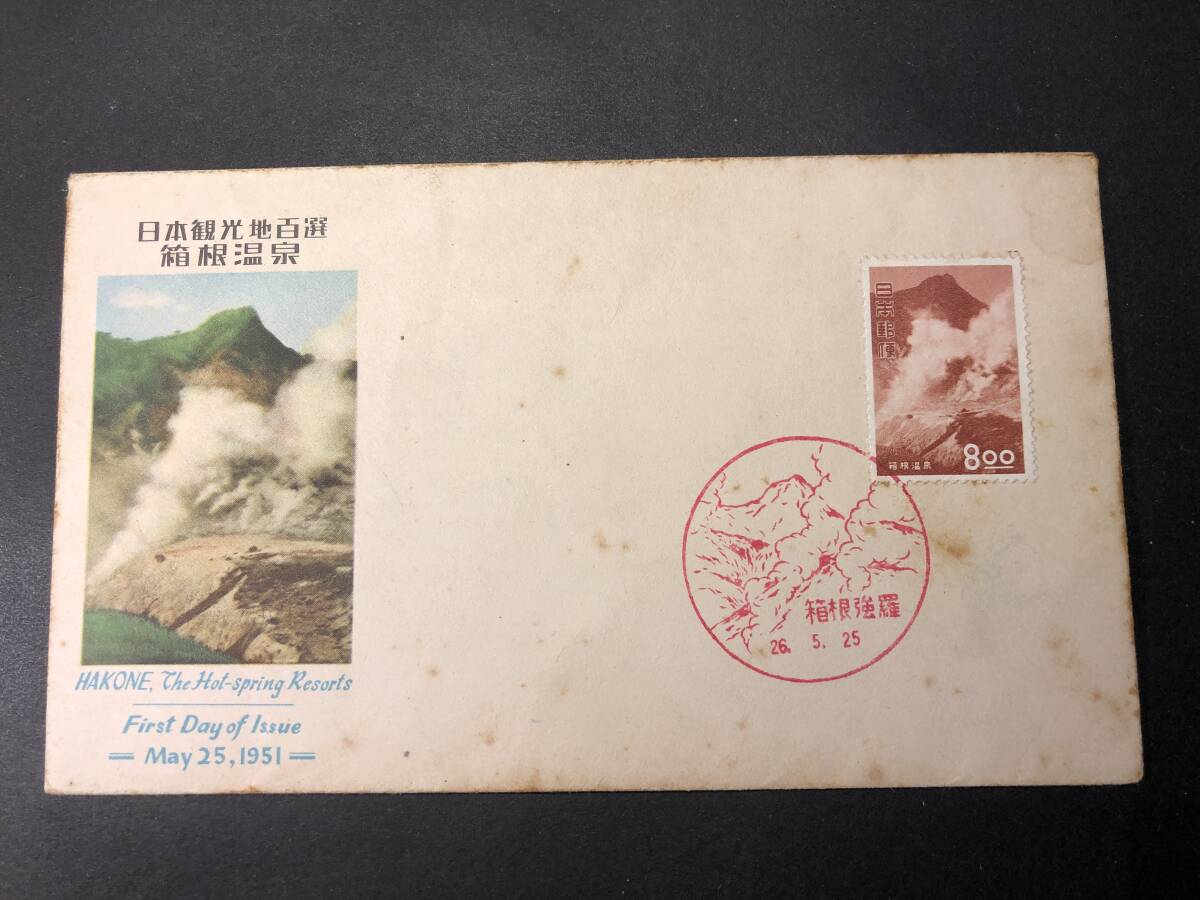 日本観光地百選
箱根温泉
HAKONE, The Hot-spring Resorts
First Day of Issue
May 25, 1951
日本郵便
箱根温泉
800
箱根強羅
26. 5. 25